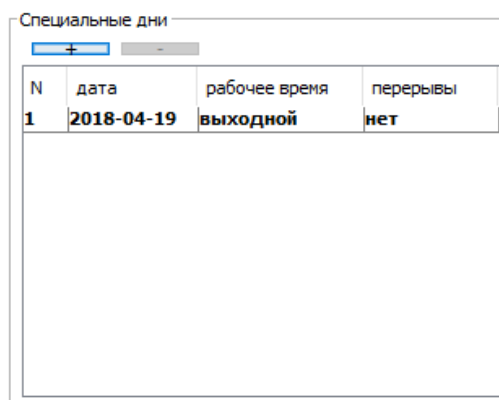 Специальные дни
+ -
N дата рабочее время перерывы
1 2018-04-19 выходной нет